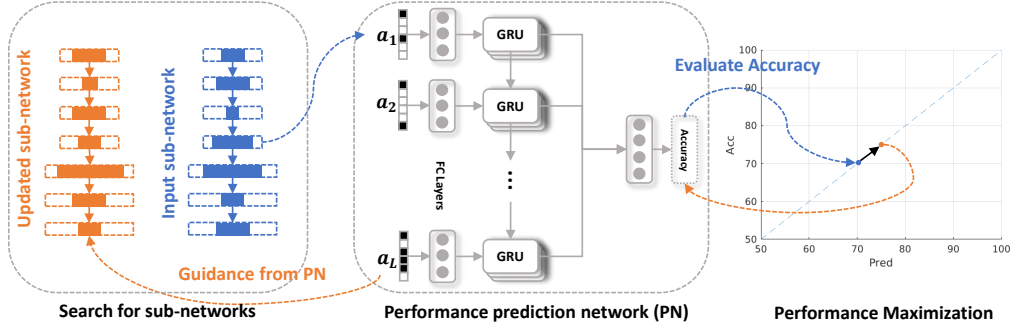 Updated sub-network
Input sub-network
Guidance from PN
Search for sub-networks
a1
a2
aL
FC Layers
GRU
GRU
...
GRU
Accuracy
Performance prediction network (PN)
Evaluate Accuracy
100
90
80
70
60
50
Acc
50
60
70
80
90
100
Pred
Performance Maximization